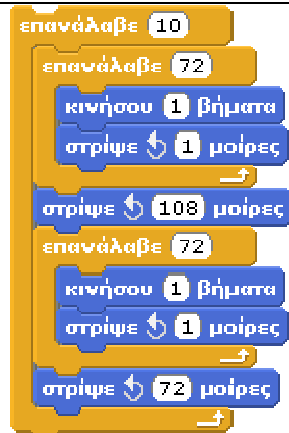 επανάλαβε 10
επανάλαβε 72
κινήσου 1 βήματα
στρίψε 1 μοίρες
στρίψε 108 μοίρες
επανάλαβε 72
κινήσου 1 βήματα
στρίψε 1 μοίρες
στρίψε 72 μοίρες